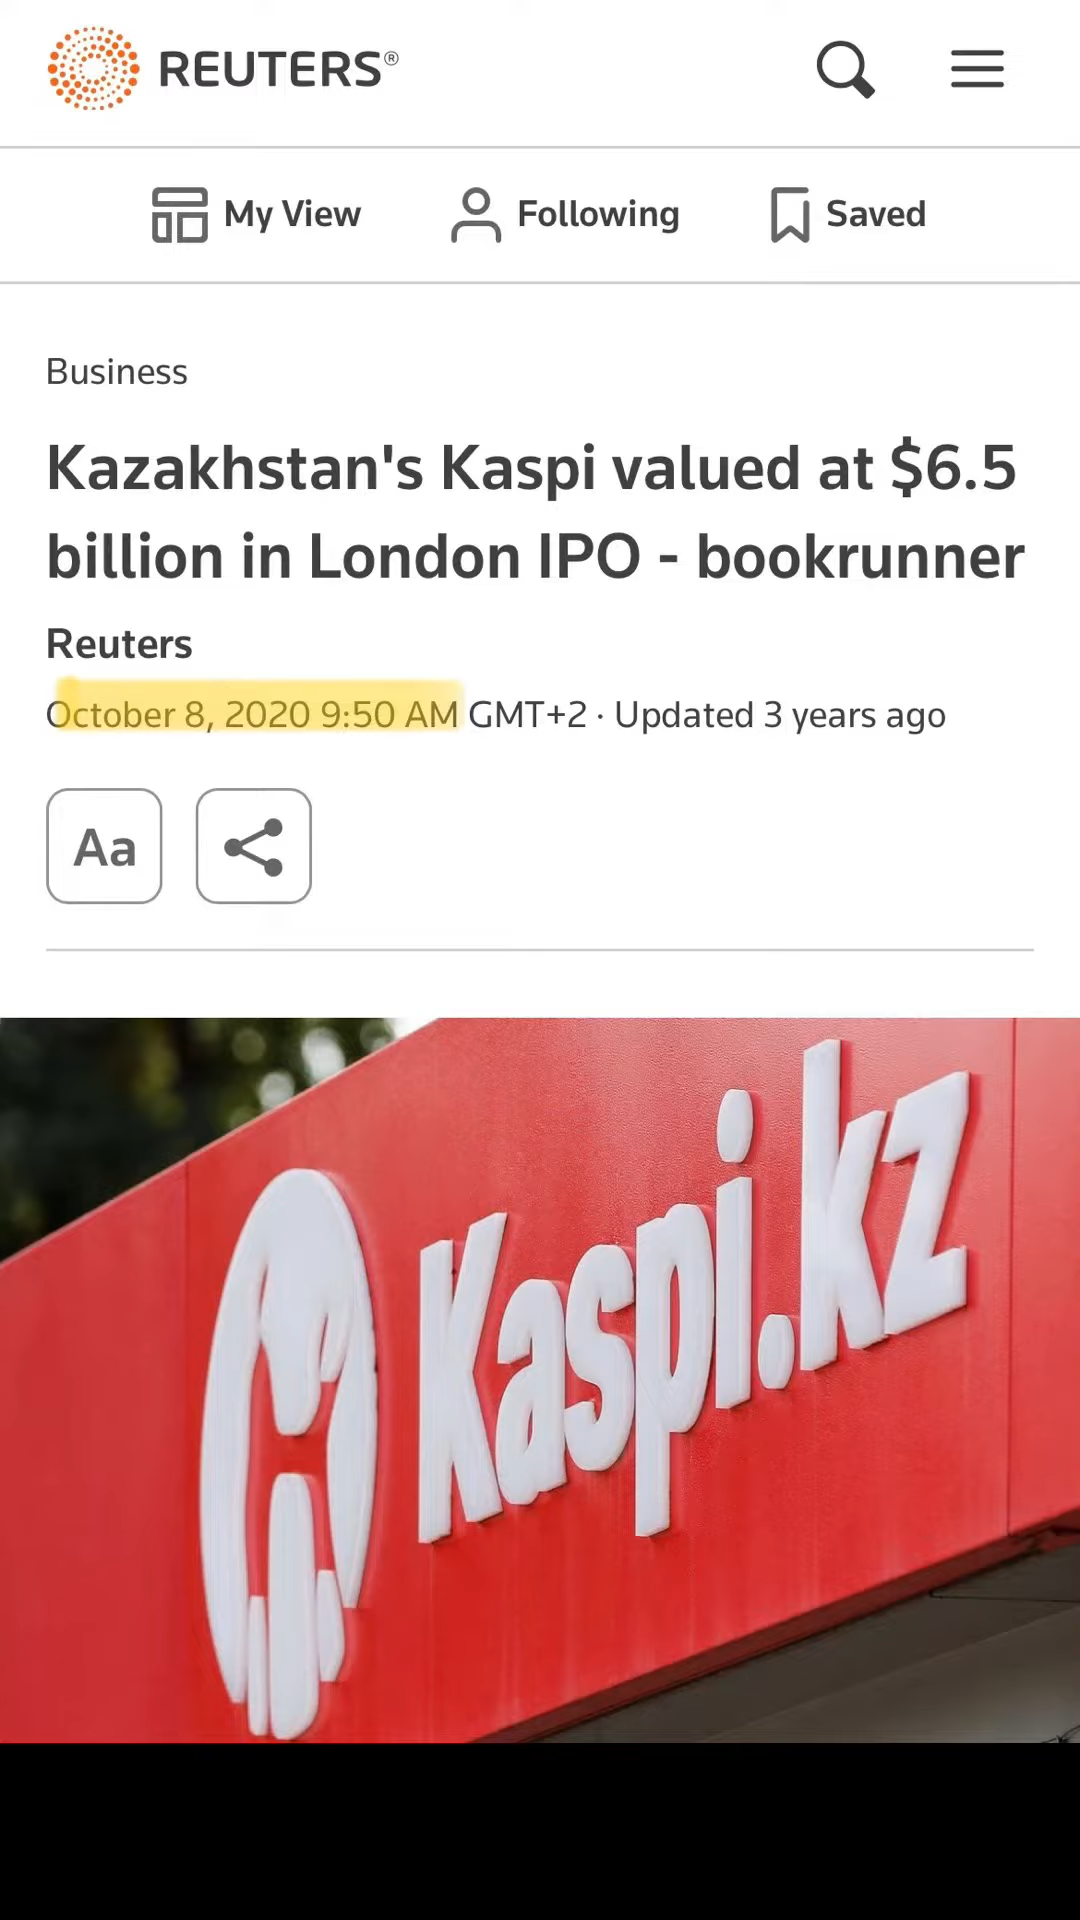 REUTERS®
My View
Following
Saved
Business
Kazakhstan's Kaspi valued at $6.5
billion in London IPO - bookrunner
Reuters
October 8, 2020 9:50 AM GMT+2 · Updated 3 years ago
Aa
Kaspi.kz